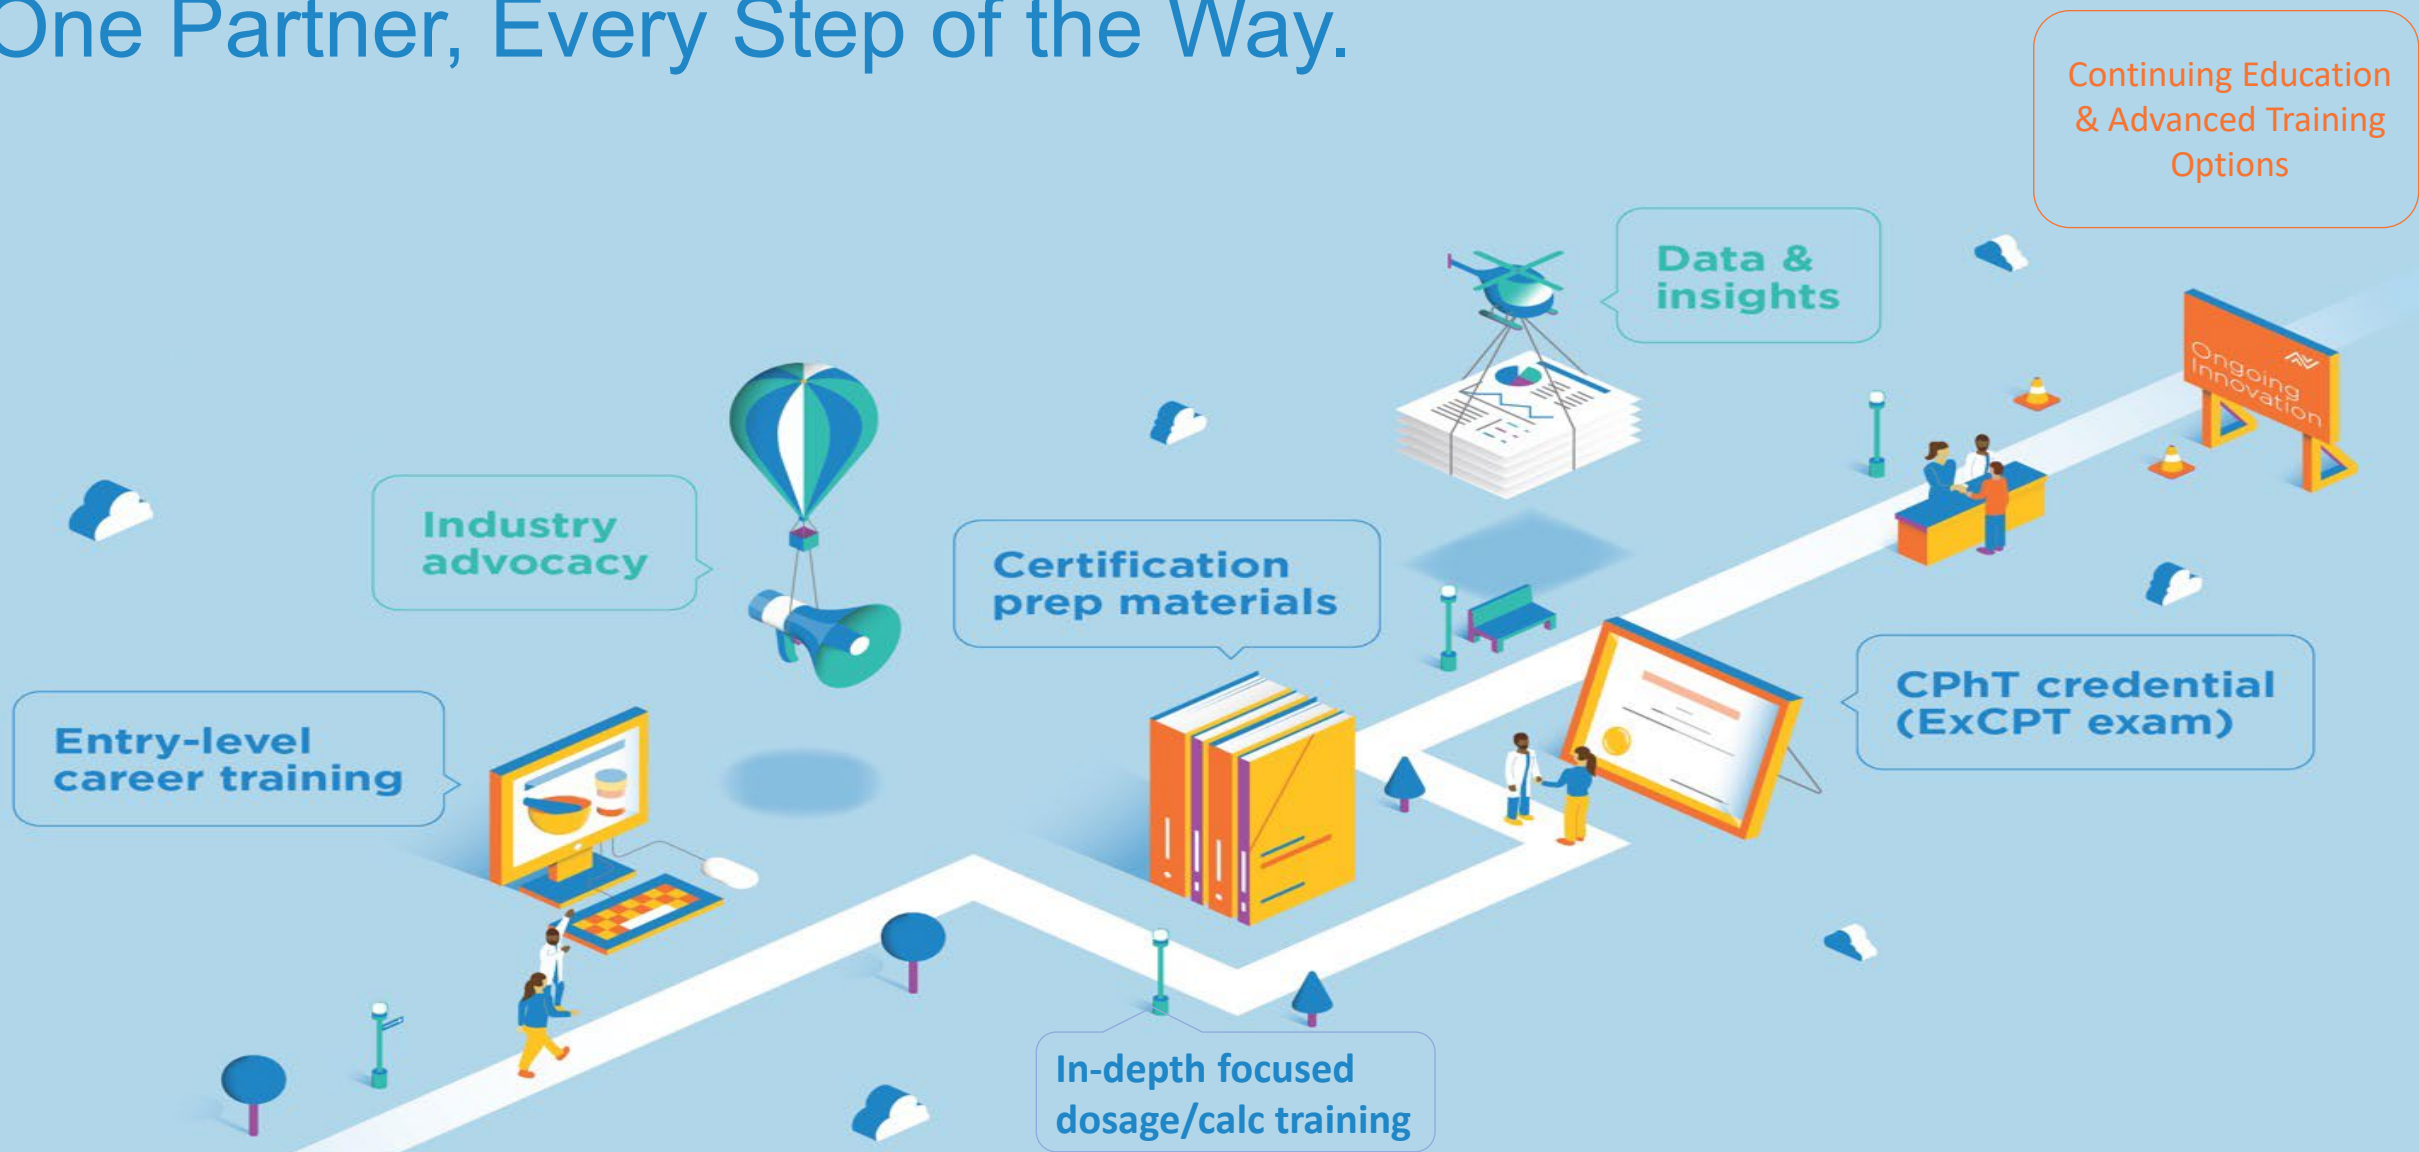 One Partner, Every Step of the Way.
Continuing Education
& Advanced Training
Options
Data &
insights
Ongoing
Innovation
Industry
advocacy
Certification
prep materials
CPhT credential
(ExCPT exam)
Entry-level
career training
In-depth focused
dosage/calc training